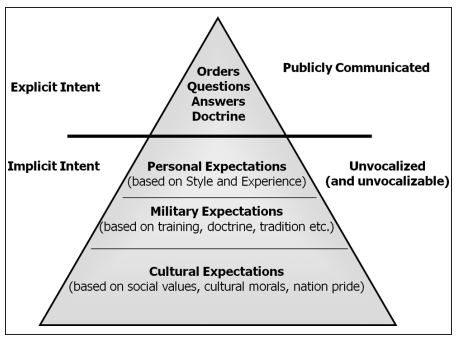 Orders
Questions
Answers
Doctrine
Publicly Communicated
Explicit Intent
Implicit Intent
Personal Expectations
(based on Style and Experience)
Unvocalized
(and unvocalizable)
Military Expectations
(based on training, doctrine, tradition etc.)
Cultural Expectations
(based on social values, cultural morals, nation pride)